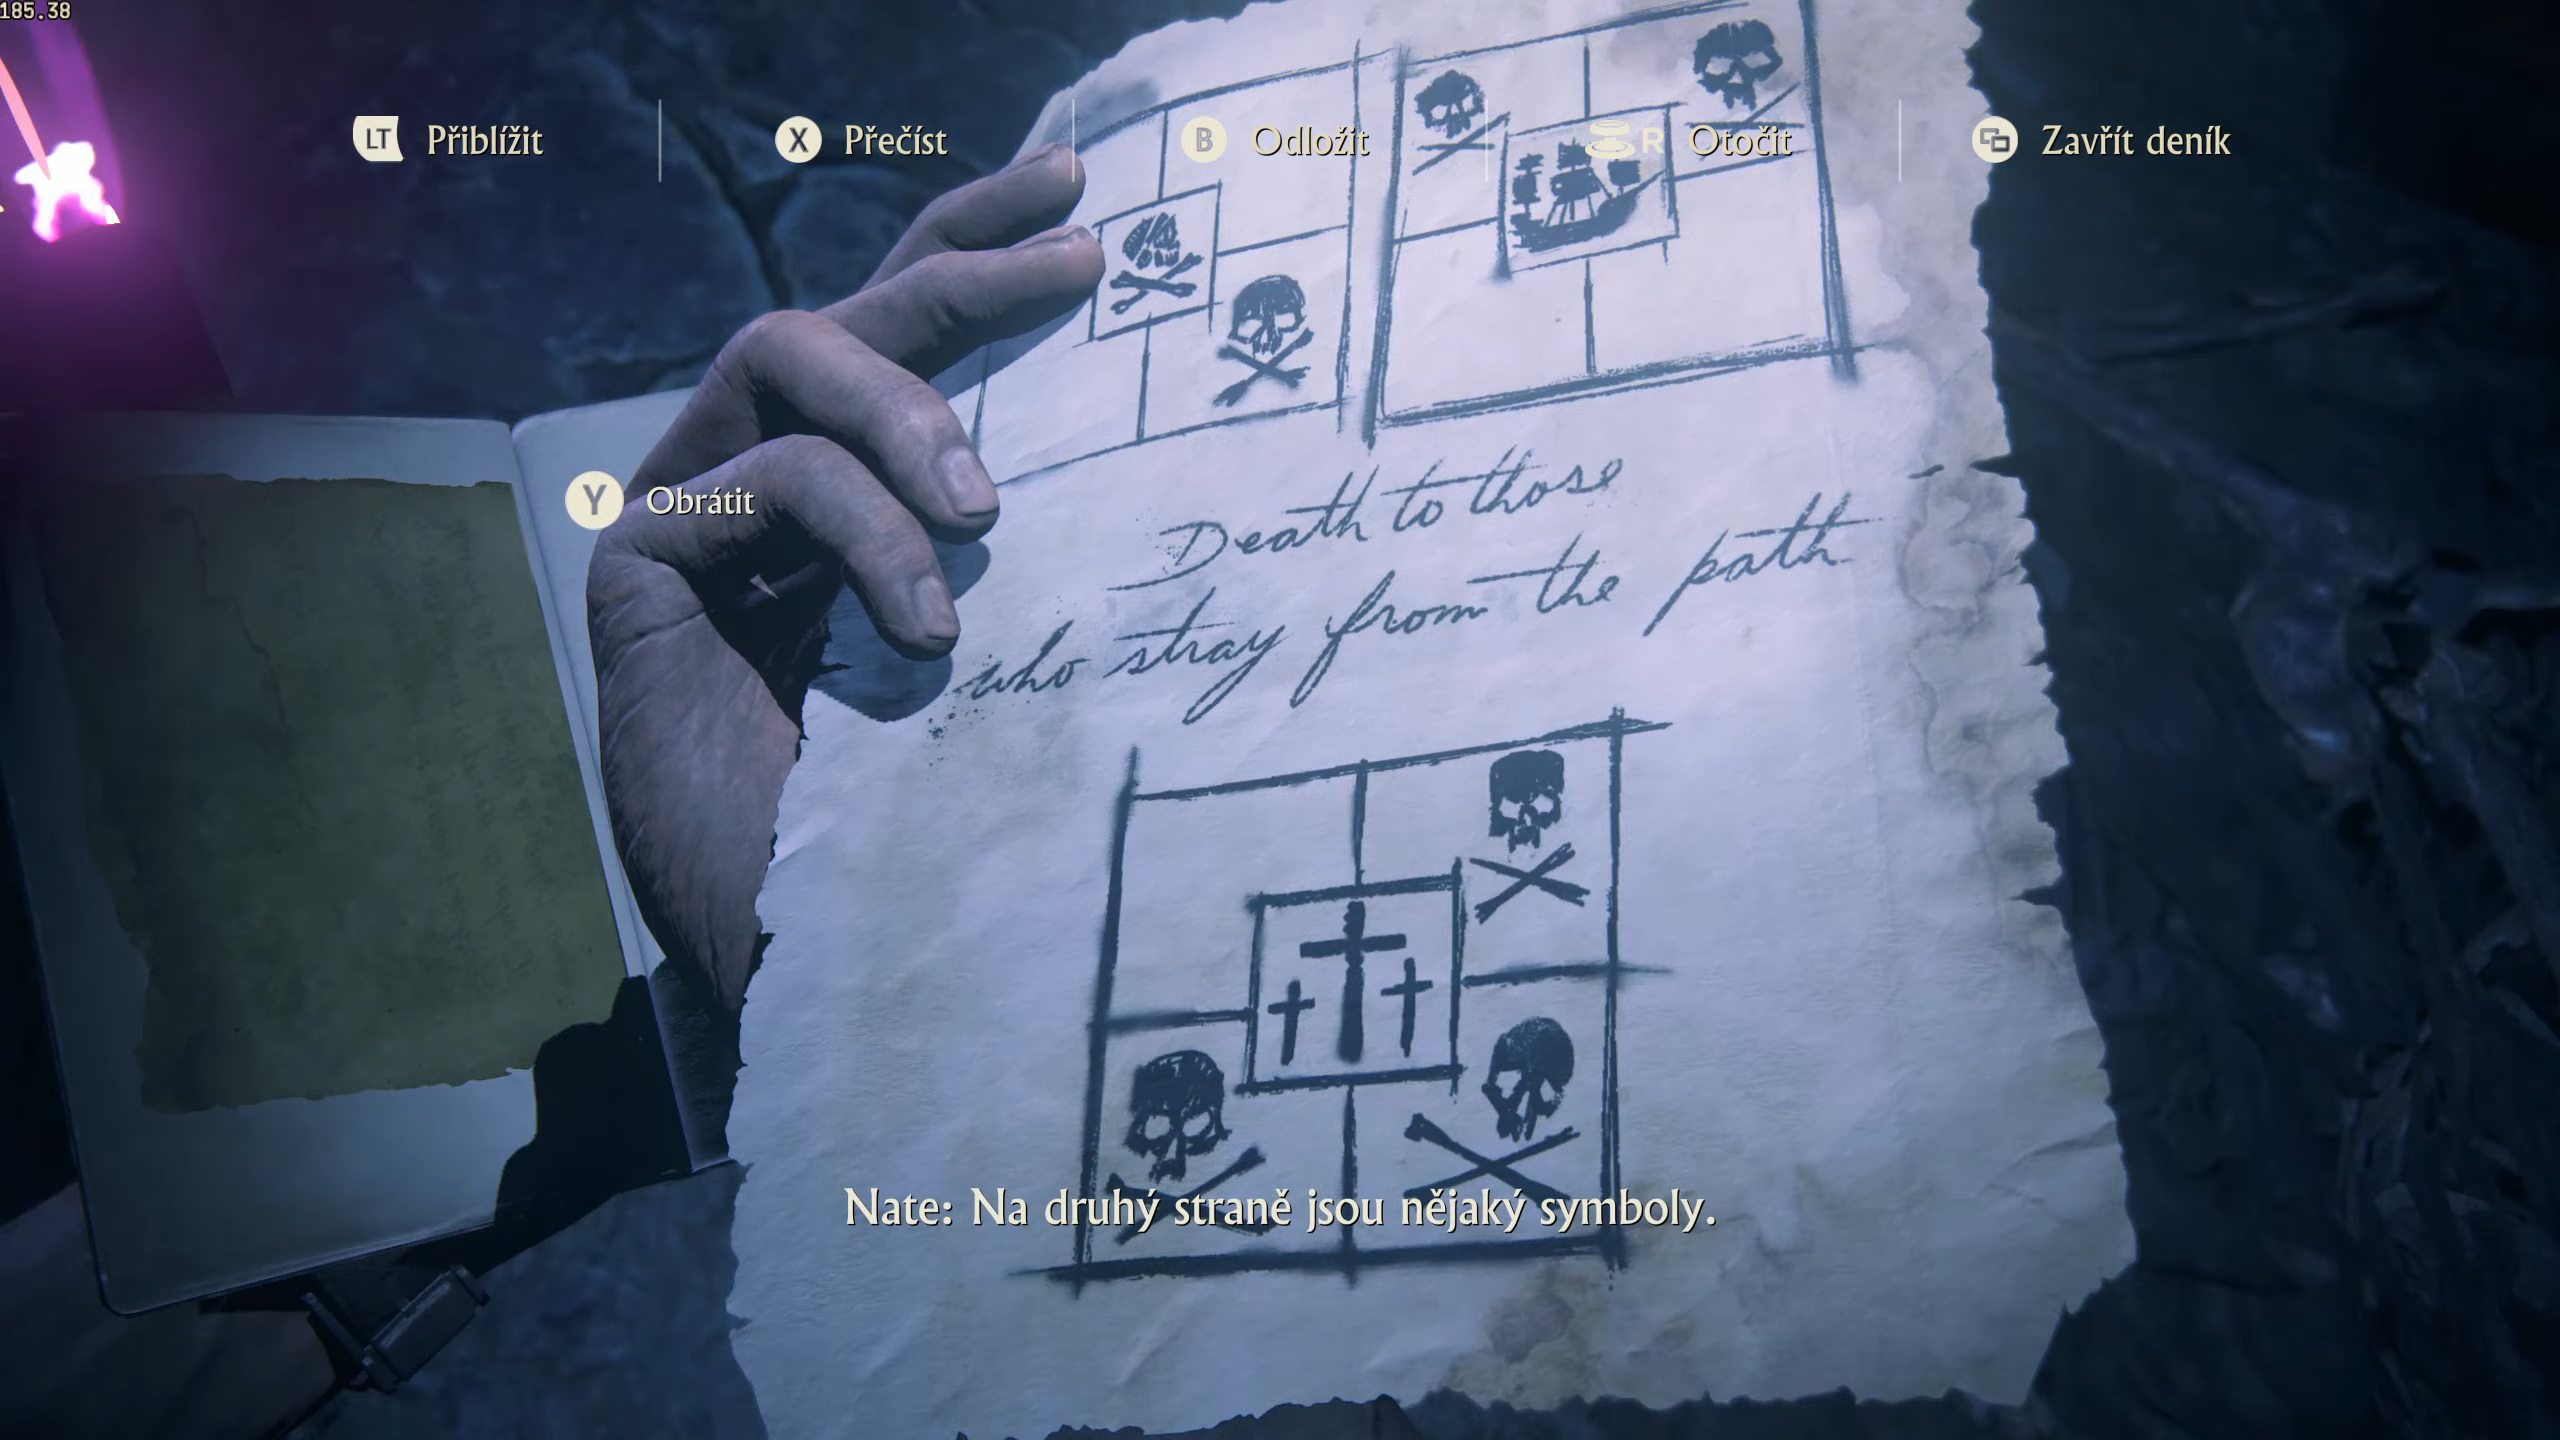 185.38
LT Přiblížit
X Přečíst
B Odložit
R Otočit
Zavřít deník
Y Obrátit
Death to those
who stray from the path
Nate: Na druhý straně jsou nějaký symboly.